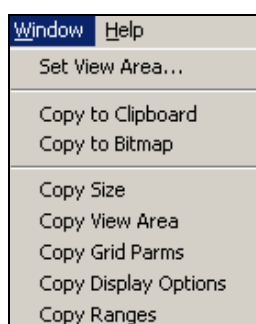 Window Help
Set View Area...
Copy to Clipboard
Copy to Bitmap
Copy Size
Copy View Area
Copy Grid Parms
Copy Display Options
Copy Ranges